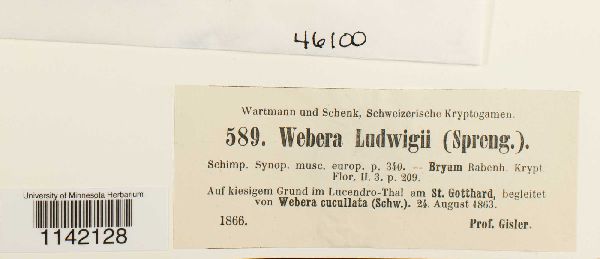 46100
Wartmann und Schenk, Schweizerische Kryptogamen.
589. Webera Ludwigii (Spreng.).
Schimp. Synop. musc. europ. p. 340. — Bryum Rabenh. Krypt.
Flor. II. 3. p. 209.
Auf kiesigem Grund im Lucendro-Thal am St. Gotthard, begleitet
von Webera cucullata (Schw.). 24. August 1863.
1866. Prof. Gisler.
University of Minnesota Herbarium
1142128